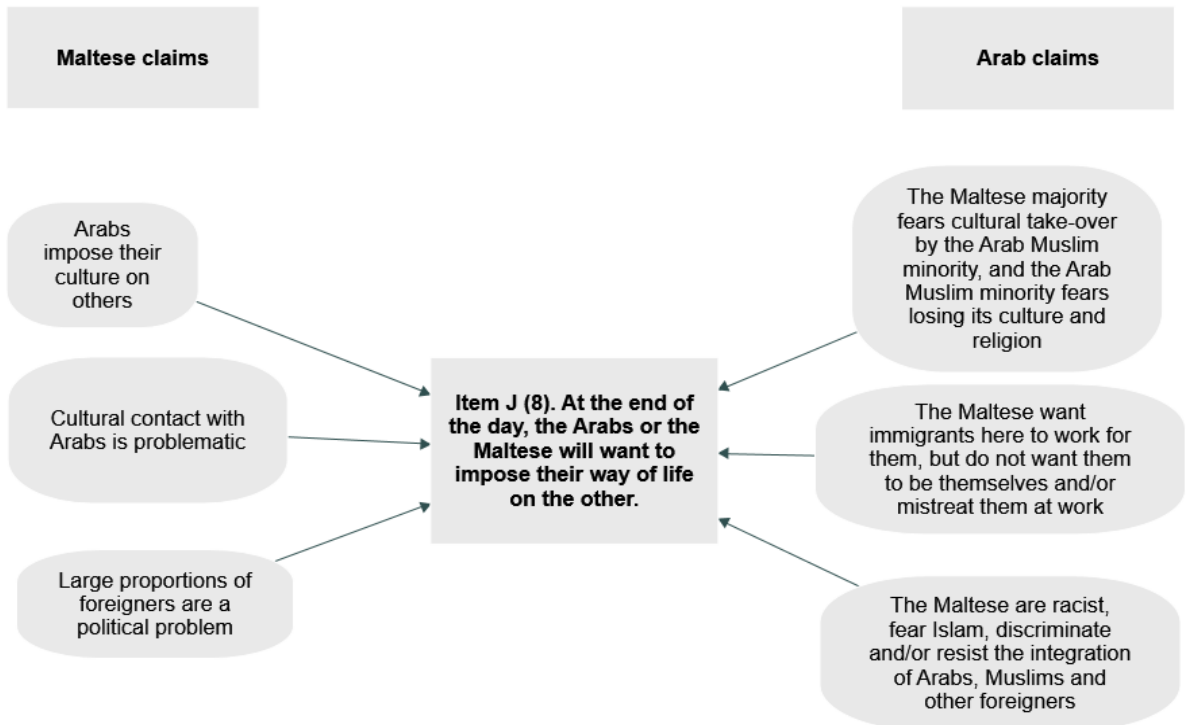 Maltese claims
Arab claims
Arabs
impose their
culture on
others
Cultural contact with
Arabs is problematic
Large proportions of
foreigners are a
political problem
Item J (8). At the end of
the day, the Arabs or the
Maltese will want to
impose their way of life
on the other.
The Maltese majority
fears cultural take-over
by the Arab Muslim
minority, and the Arab
Muslim minority fears
losing its culture and
religion
The Maltese want
immigrants here to work for
them, but do not want them
to be themselves and/or
mistreat them at work
The Maltese are racist,
fear Islam, discriminate
and/or resist the integration
of Arabs, Muslims and
other foreigners